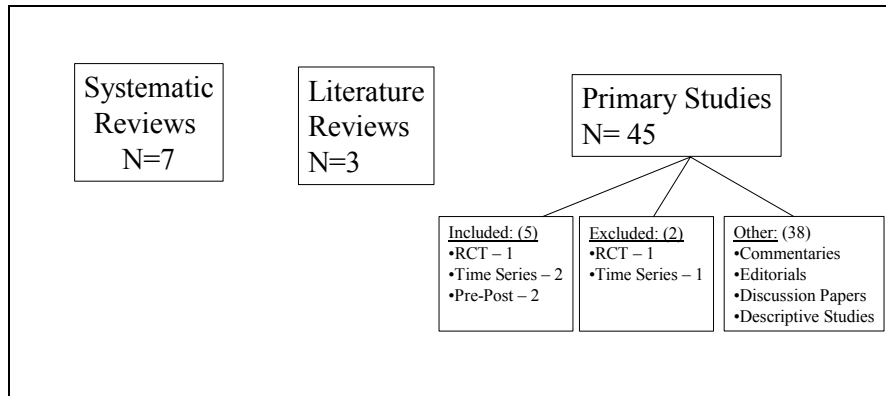 Systematic
Reviews
N=7
Literature
Reviews
N=3
Primary Studies
N= 45
Included: (5)
•RCT – 1
•Time Series – 2
•Pre-Post – 2
Excluded: (2)
•RCT – 1
•Time Series – 1
Other: (38)
•Commentaries
•Editorials
•Discussion Papers
•Descriptive Studies